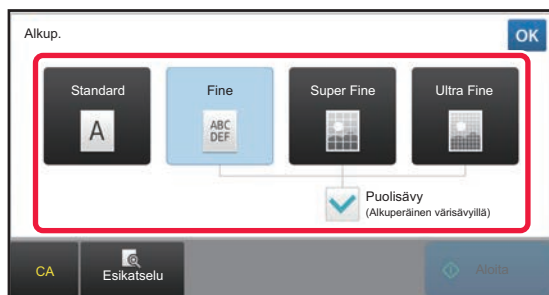 Alkup.
OK
Standard
Fine
Super Fine
Ultra Fine
A
ABC
DEF
Puolisävy
(Alkuperäinen värisävyillä)
CA
Esikatselu
Aloita